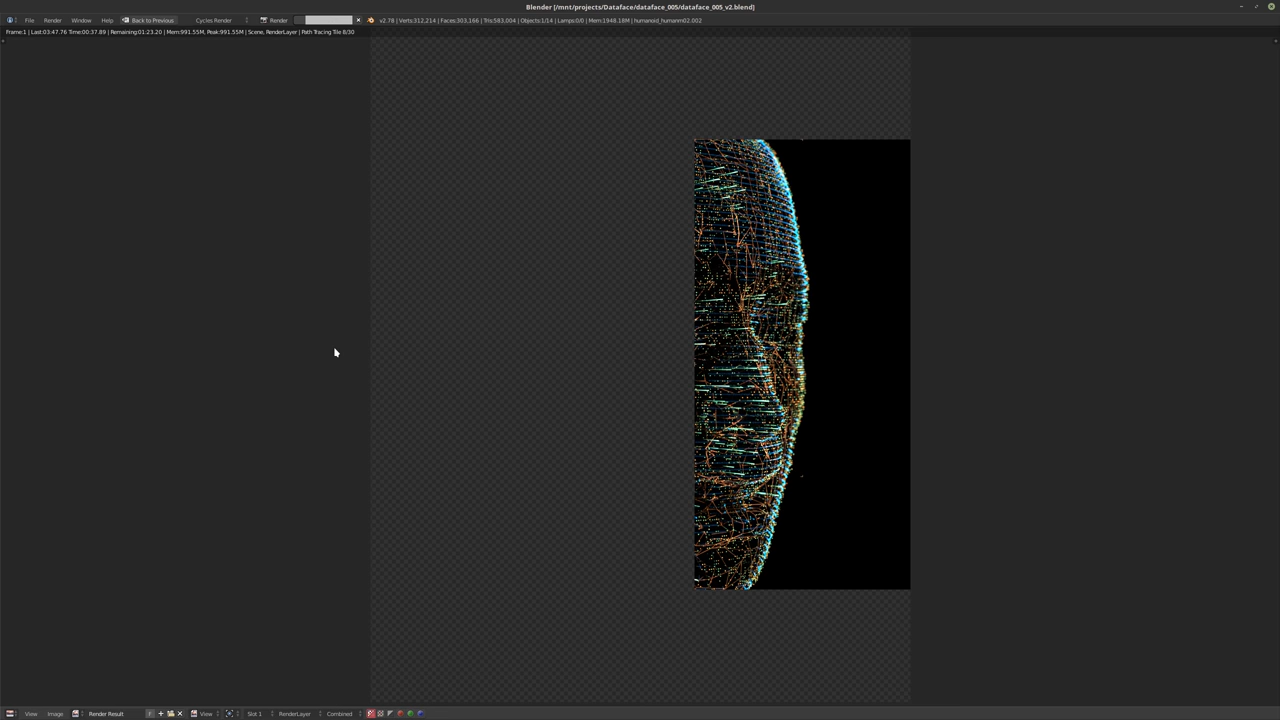 Blender [/mnt/projects/Dataface/dataface_005/dataface_005_v2.blend]
File Render Window Help Back to Previous Cycles Render Render v2.78 | Verts:312,214 | Faces:303,166 | Tris:583,004 | Objects:1/14 | Lamps:0/0 | Mem:1948.18M | humanoid_humanm02.002
Frame:1 | Last:03:47.76 Time:00:37.89 | Remaining:01:23.20 | Mem:991.55M, Peak:991.55M | Scene, RenderLayer | Path Tracing Tile 8/30
View Image Render Result F View Slot 1 RenderLayer Combined